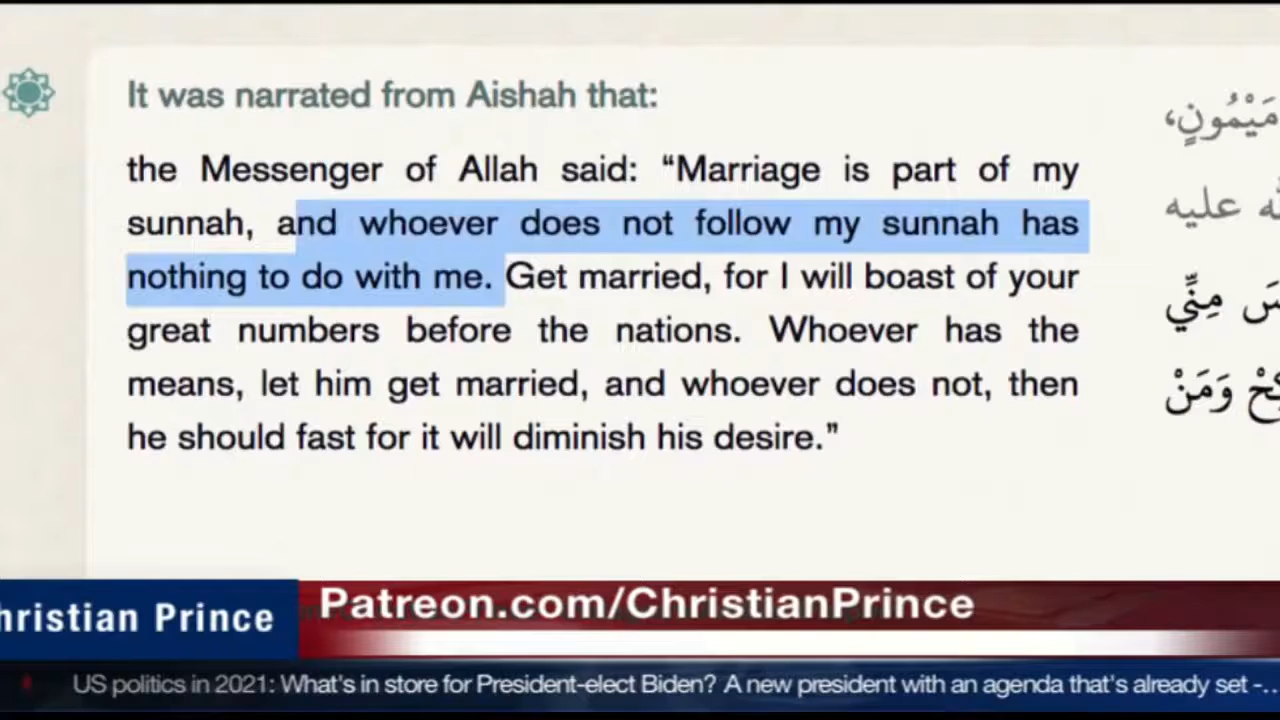 It was narrated from Aishah that:
the Messenger of Allah said: “Marriage is part of my
sunnah, and whoever does not follow my sunnah has
nothing to do with me. Get married, for I will boast of your
great numbers before the nations. Whoever has the
means, let him get married, and whoever does not, then
he should fast for it will diminish his desire.”
مَيْمُونٍ،
عليه
مِنِّي
وَمَنْ
hristian Prince
Patreon.com/ChristianPrince
US politics in 2021: What's in store for President-elect Biden? A new president with an agenda that's already set -..